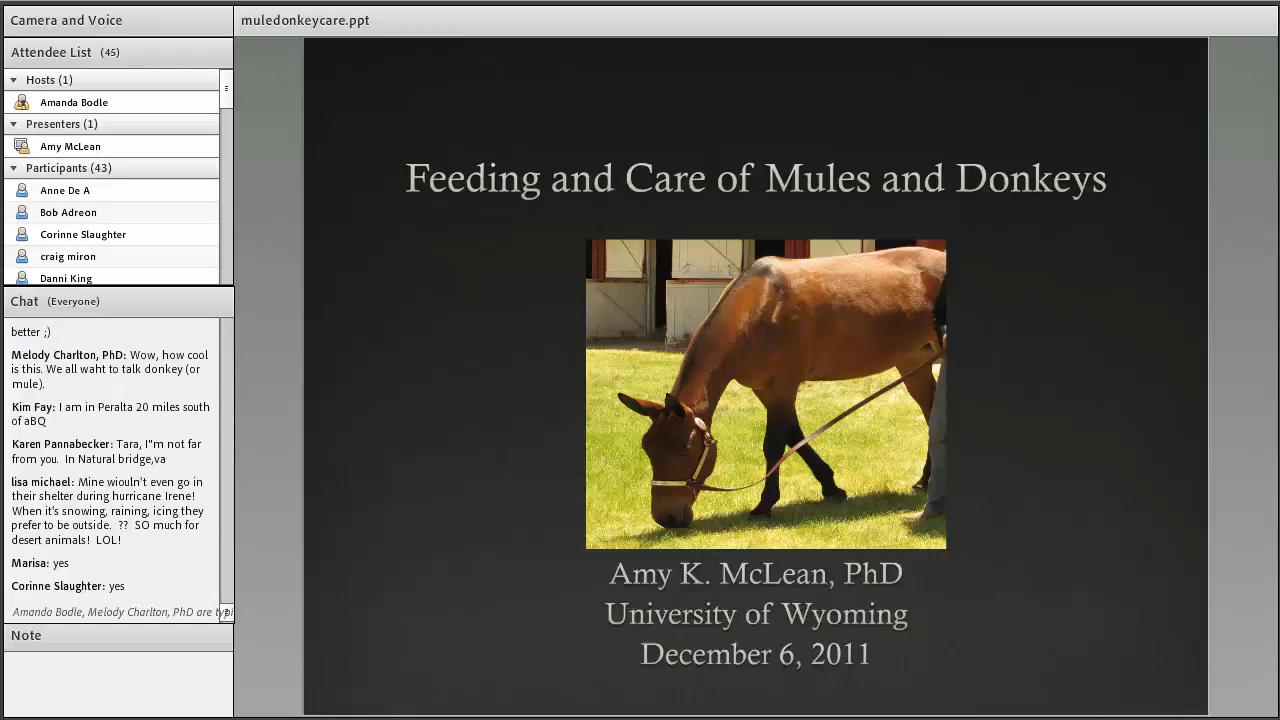 Camera and Voice
muledonkeycare.ppt
Attendee List (45)
Hosts (1)
Amanda Bodle
Presenters (1)
Amy McLean
Participants (43)
Anne De A
Bob Adreon
Corinne Slaughter
craig miron
Danni King
Chat (Everyone)
better ;)
Melody Charlton, PhD: Wow, how cool
is this. We all waht to talk donkey (or
mule).
Kim Fay: I am in Peralta 20 miles south
of aBQ
Karen Pannabecker: Tara, I"m not far
from you. In Natural bridge,va
lisa michael: Mine wiouln't even go in
their shelter during hurricane Irene!
When it's snowing, raining, icing they
prefer to be outside. ?? SO much for
desert animals! LOL!
Marisa: yes
Corinne Slaughter: yes
Amanda Bodle, Melody Charlton, PhD are typi
Note
Feeding and Care of Mules and Donkeys
Amy K. McLean, PhD
University of Wyoming
December 6, 2011